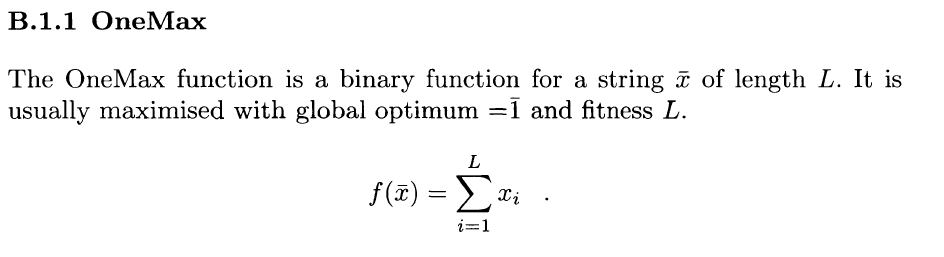 B.1.1 OneMax
The OneMax function is a binary function for a string x̄ of length L. It is
usually maximised with global optimum =1̄ and fitness L.
f(x̄) = ∑_{i=1}^{L} x_i .